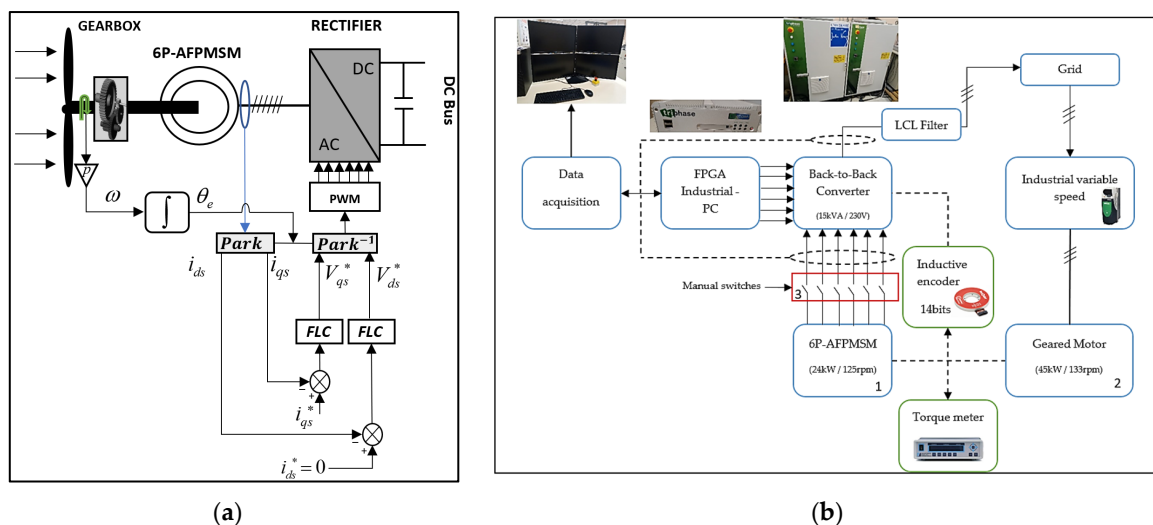 GEARBOX
6P-AFPMSM
RECTIFIER
DC
AC
DC Bus
p
ω
∫
θe
PWM
Park
Park⁻¹
ids
iqs
Vqs*
Vds*
FLC
FLC
−
+
iqs*
−
+
ids* = 0
(a)
Grid
LCL Filter
triphase
Data
acquisition
FPGA
Industrial -
PC
Back-to-Back
Converter
(15kVA / 230V)
Industrial variable
speed
Inductive
encoder
14bits
Manual switches
3
6P-AFPMSM
(24kW / 125rpm)
1
Geared Motor
(45kW / 133rpm)
2
Torque meter
(b)